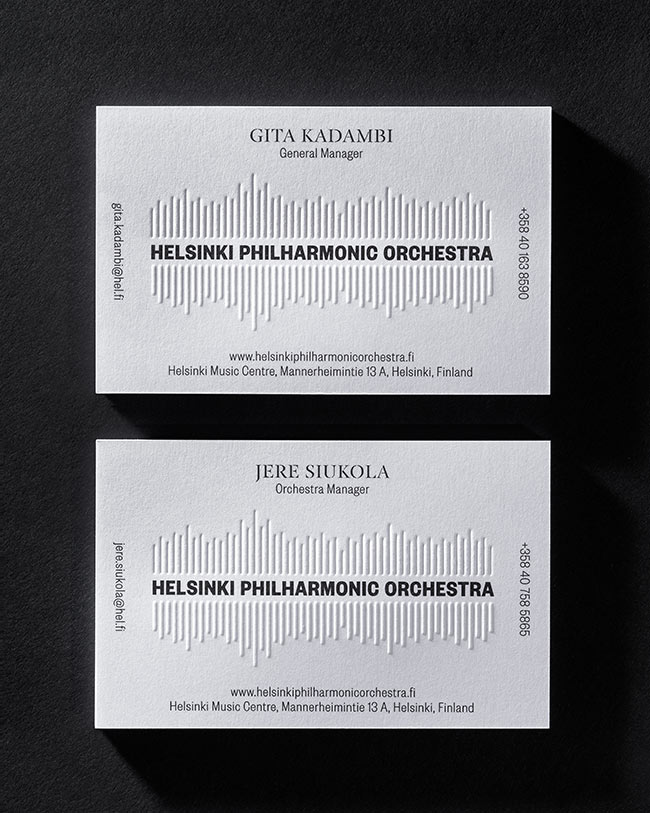 GITA KADAMBI
General Manager
gita.kadambi@hel.fi
HELSINKI PHILHARMONIC ORCHESTRA
+358 40 163 8590
www.helsinkiphilharmonicorchestra.fi
Helsinki Music Centre, Mannerheimintie 13 A, Helsinki, Finland
JERE SIUKOLA
Orchestra Manager
jere.siukola@hel.fi
HELSINKI PHILHARMONIC ORCHESTRA
+358 40 758 5865
www.helsinkiphilharmonicorchestra.fi
Helsinki Music Centre, Mannerheimintie 13 A, Helsinki, Finland